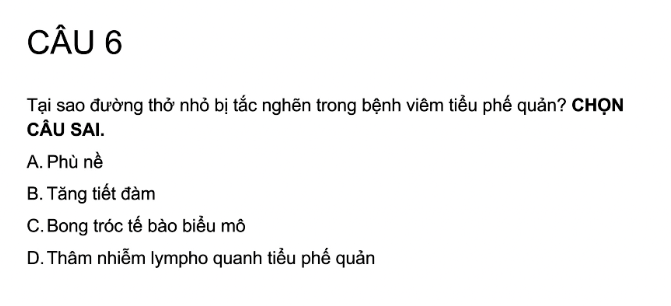 CÂU 6
Tại sao đường thở nhỏ bị tắc nghẽn trong bệnh viêm tiểu phế quản? CHỌN
CÂU SAI.
A. Phù nề
B. Tăng tiết đàm
C. Bong tróc tế bào biểu mô
D. Thâm nhiễm lympho quanh tiểu phế quản